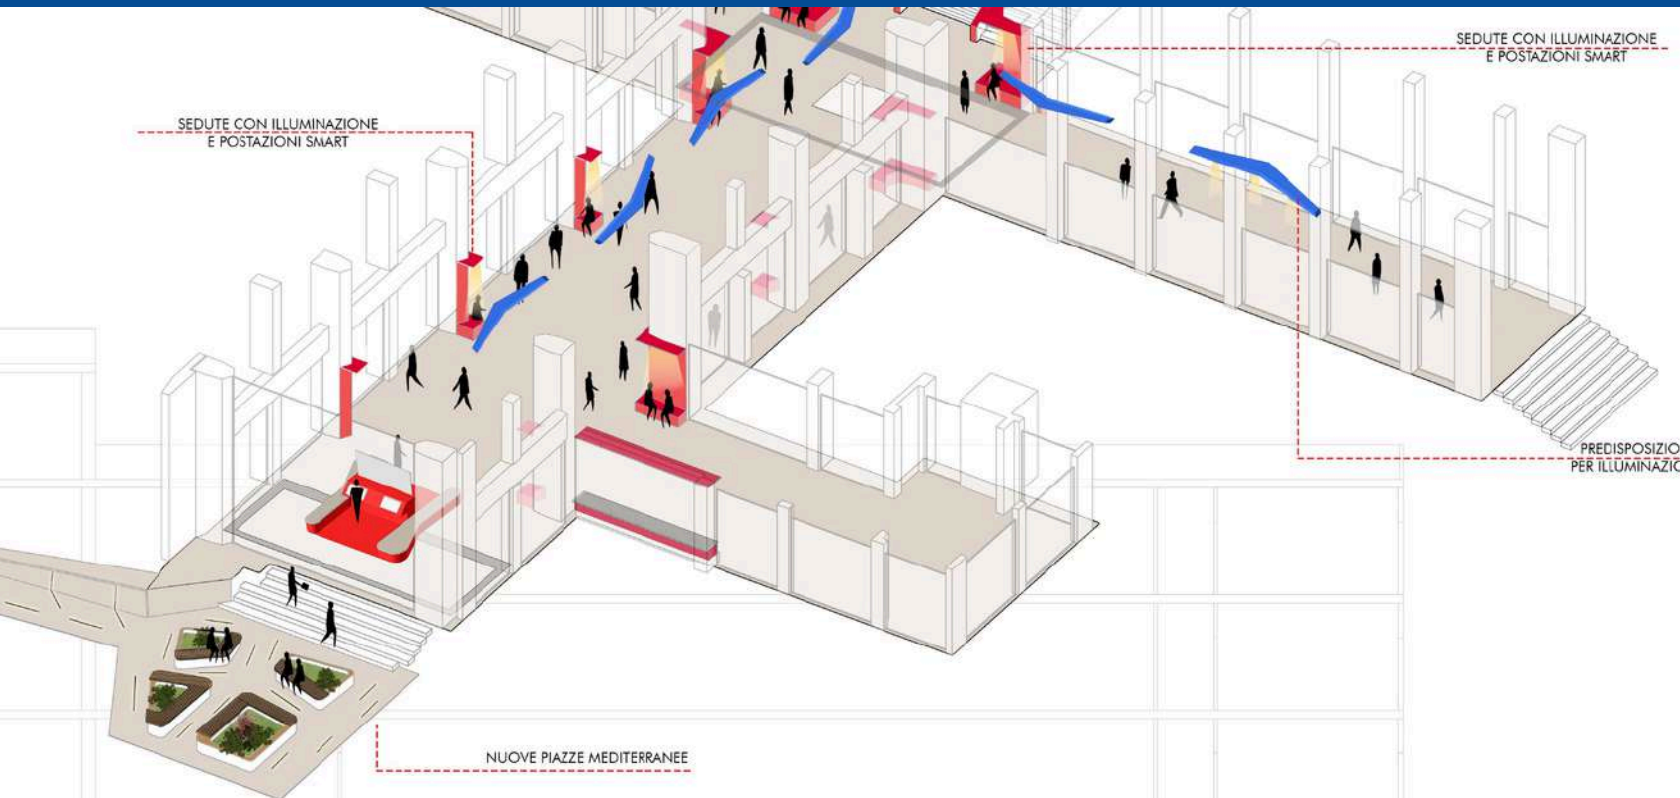 SEDUTE CON ILLUMINAZIONE
E POSTAZIONI SMART
SEDUTE CON ILLUMINAZIONE
E POSTAZIONI SMART
PREDISPOSIZIO
PER ILLUMINAZIO
NUOVE PIAZZE MEDITERRANEE